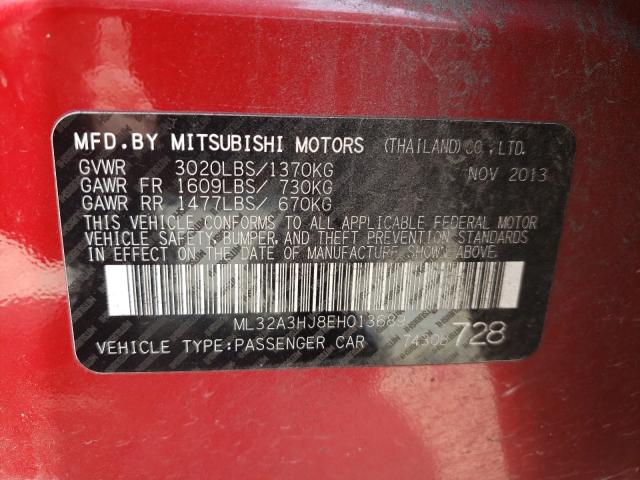 MFD.BY MITSUBISHI MOTORS (THAILAND)CO.,LTD.
GVWR 3020LBS/1370KG NOV 2013
GAWR FR 1609LBS/ 730KG
GAWR RR 1477LBS/ 670KG
THIS VEHICLE CONFORMS TO ALL APPLICABLE FEDERAL MOTOR
VEHICLE SAFETY, BUMPER, AND THEFT PREVENTION STANDARDS
IN EFFECT ON THE DATE OF MANUFACTURE SHOWN ABOVE.
ML32A3HJ8EH013689
VEHICLE TYPE:PASSENGER CAR 74308 728